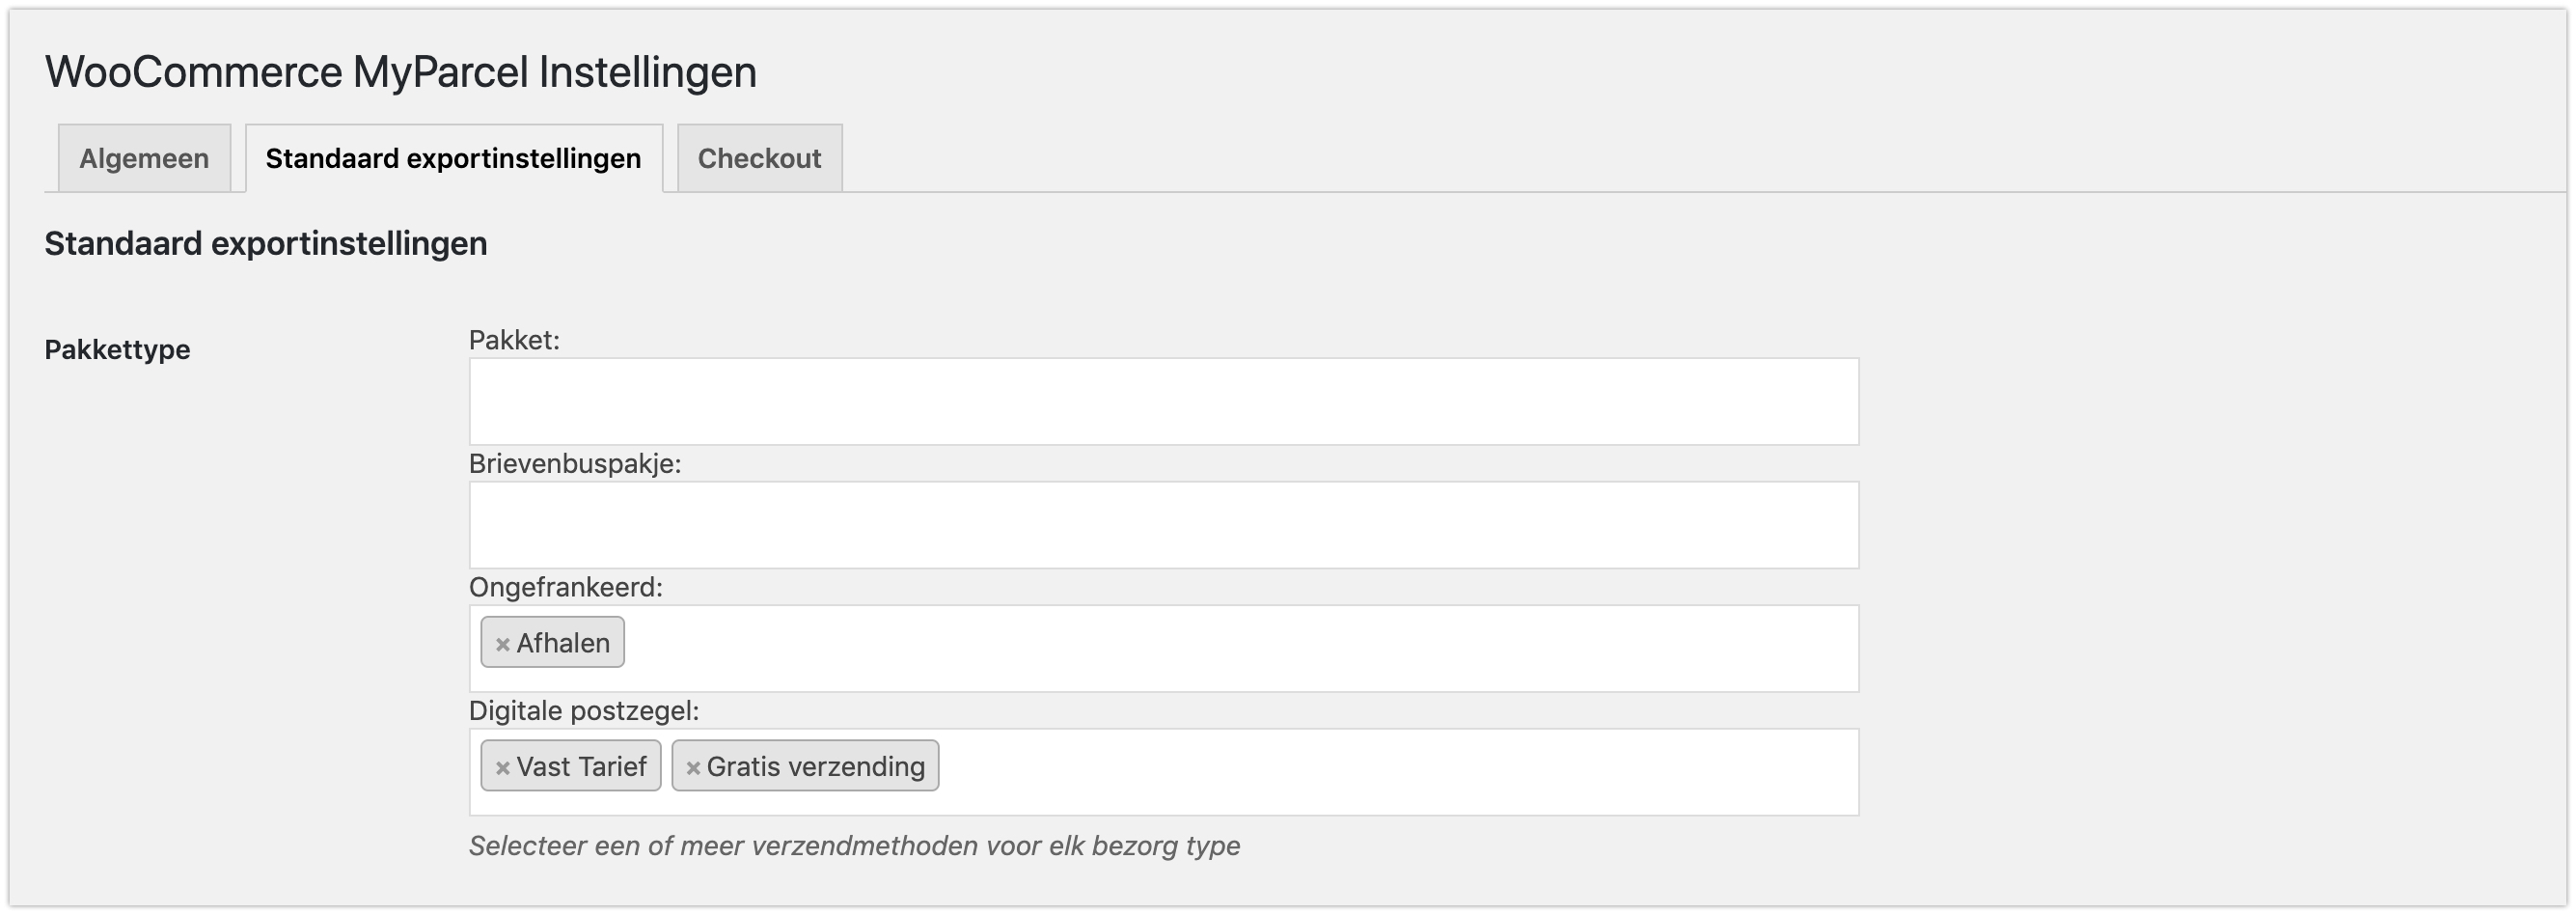 WooCommerce MyParcel Instellingen
Algemeen Standaard exportinstellingen Checkout
Standaard exportinstellingen
Pakkettype
Pakket:
Brievenbuspakje:
Ongefrankeerd:
× Afhalen
Digitale postzegel:
× Vast Tarief × Gratis verzending
Selecteer een of meer verzendmethoden voor elk bezorg type